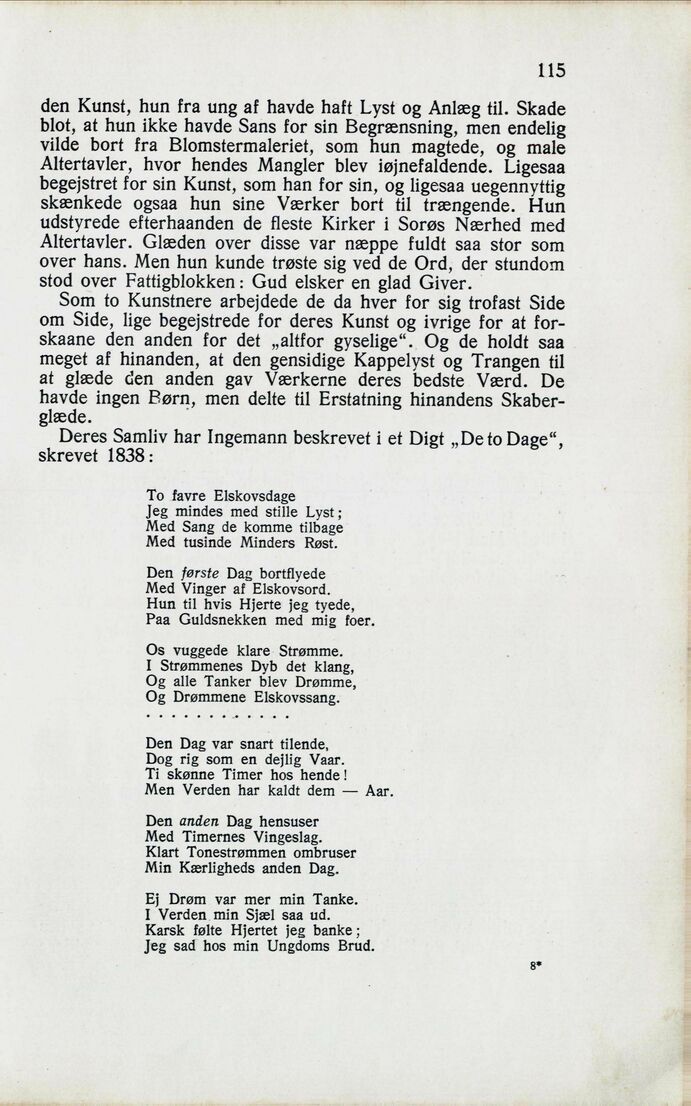 115
den Kunst, hun fra ung af havde haft Lyst og Anlæg til. Skade
blot, at hun ikke havde Sans for sin Begrænsning, men endelig
vilde bort fra Blomstermaleriet, som hun magtede, og male
Altertavler, hvor hendes Mangler blev iøjnefaldende. Ligesaa
begejstret for sin Kunst, som han for sin, og ligesaa uegennyttig
skænkede ogsaa hun sine Værker bort til trængende. Hun
udstyrede efterhaanden de fleste Kirker i Sorøs Nærhed med
Altertavler. Glæden over disse var næppe fuldt saa stor som
over hans. Men hun kunde trøste sig ved de Ord, der stundom
stod over Fattigblokken: Gud elsker en glad Giver.
Som to Kunstnere arbejdede de da hver for sig trofast Side
om Side, lige begejstrede for deres Kunst og ivrige for at for-
skaane den anden for det „altfor gyselige“. Og de holdt saa
meget af hinanden, at den gensidige Kappelyst og Trangen til
at glæde den anden gav Værkerne deres bedste Værd. De
havde ingen Børn, men delte til Erstatning hinandens Skaber-
glæde.
Deres Samliv har Ingemann beskrevet i et Digt „De to Dage“,
skrevet 1838:
To favre Elskovsdage
Jeg mindes med stille Lyst;
Med Sang de komme tilbage
Med tusinde Minders Røst.
Den første Dag bortflyede
Med Vinger af Elskovsord.
Hun til hvis Hjerte jeg tyede,
Paa Guldsnekken med mig foer.
Os vuggede klare Strømme.
I Strømmenes Dyb det klang,
Og alle Tanker blev Drømme,
Og Drømmene Elskovssang.
. . . . . . . . . . . .
Den Dag var snart tilende,
Dog rig som en dejlig Vaar.
Ti skønne Timer hos hende!
Men Verden har kaldt dem — Aar.
Den anden Dag hensuser
Med Timernes Vingeslag.
Klart Tonestrømmen ombruser
Min Kærligheds anden Dag.
Ej Drøm var mer min Tanke.
I Verden min Sjæl saa ud.
Karsk følte Hjertet jeg banke;
Jeg sad hos min Ungdoms Brud.
8*